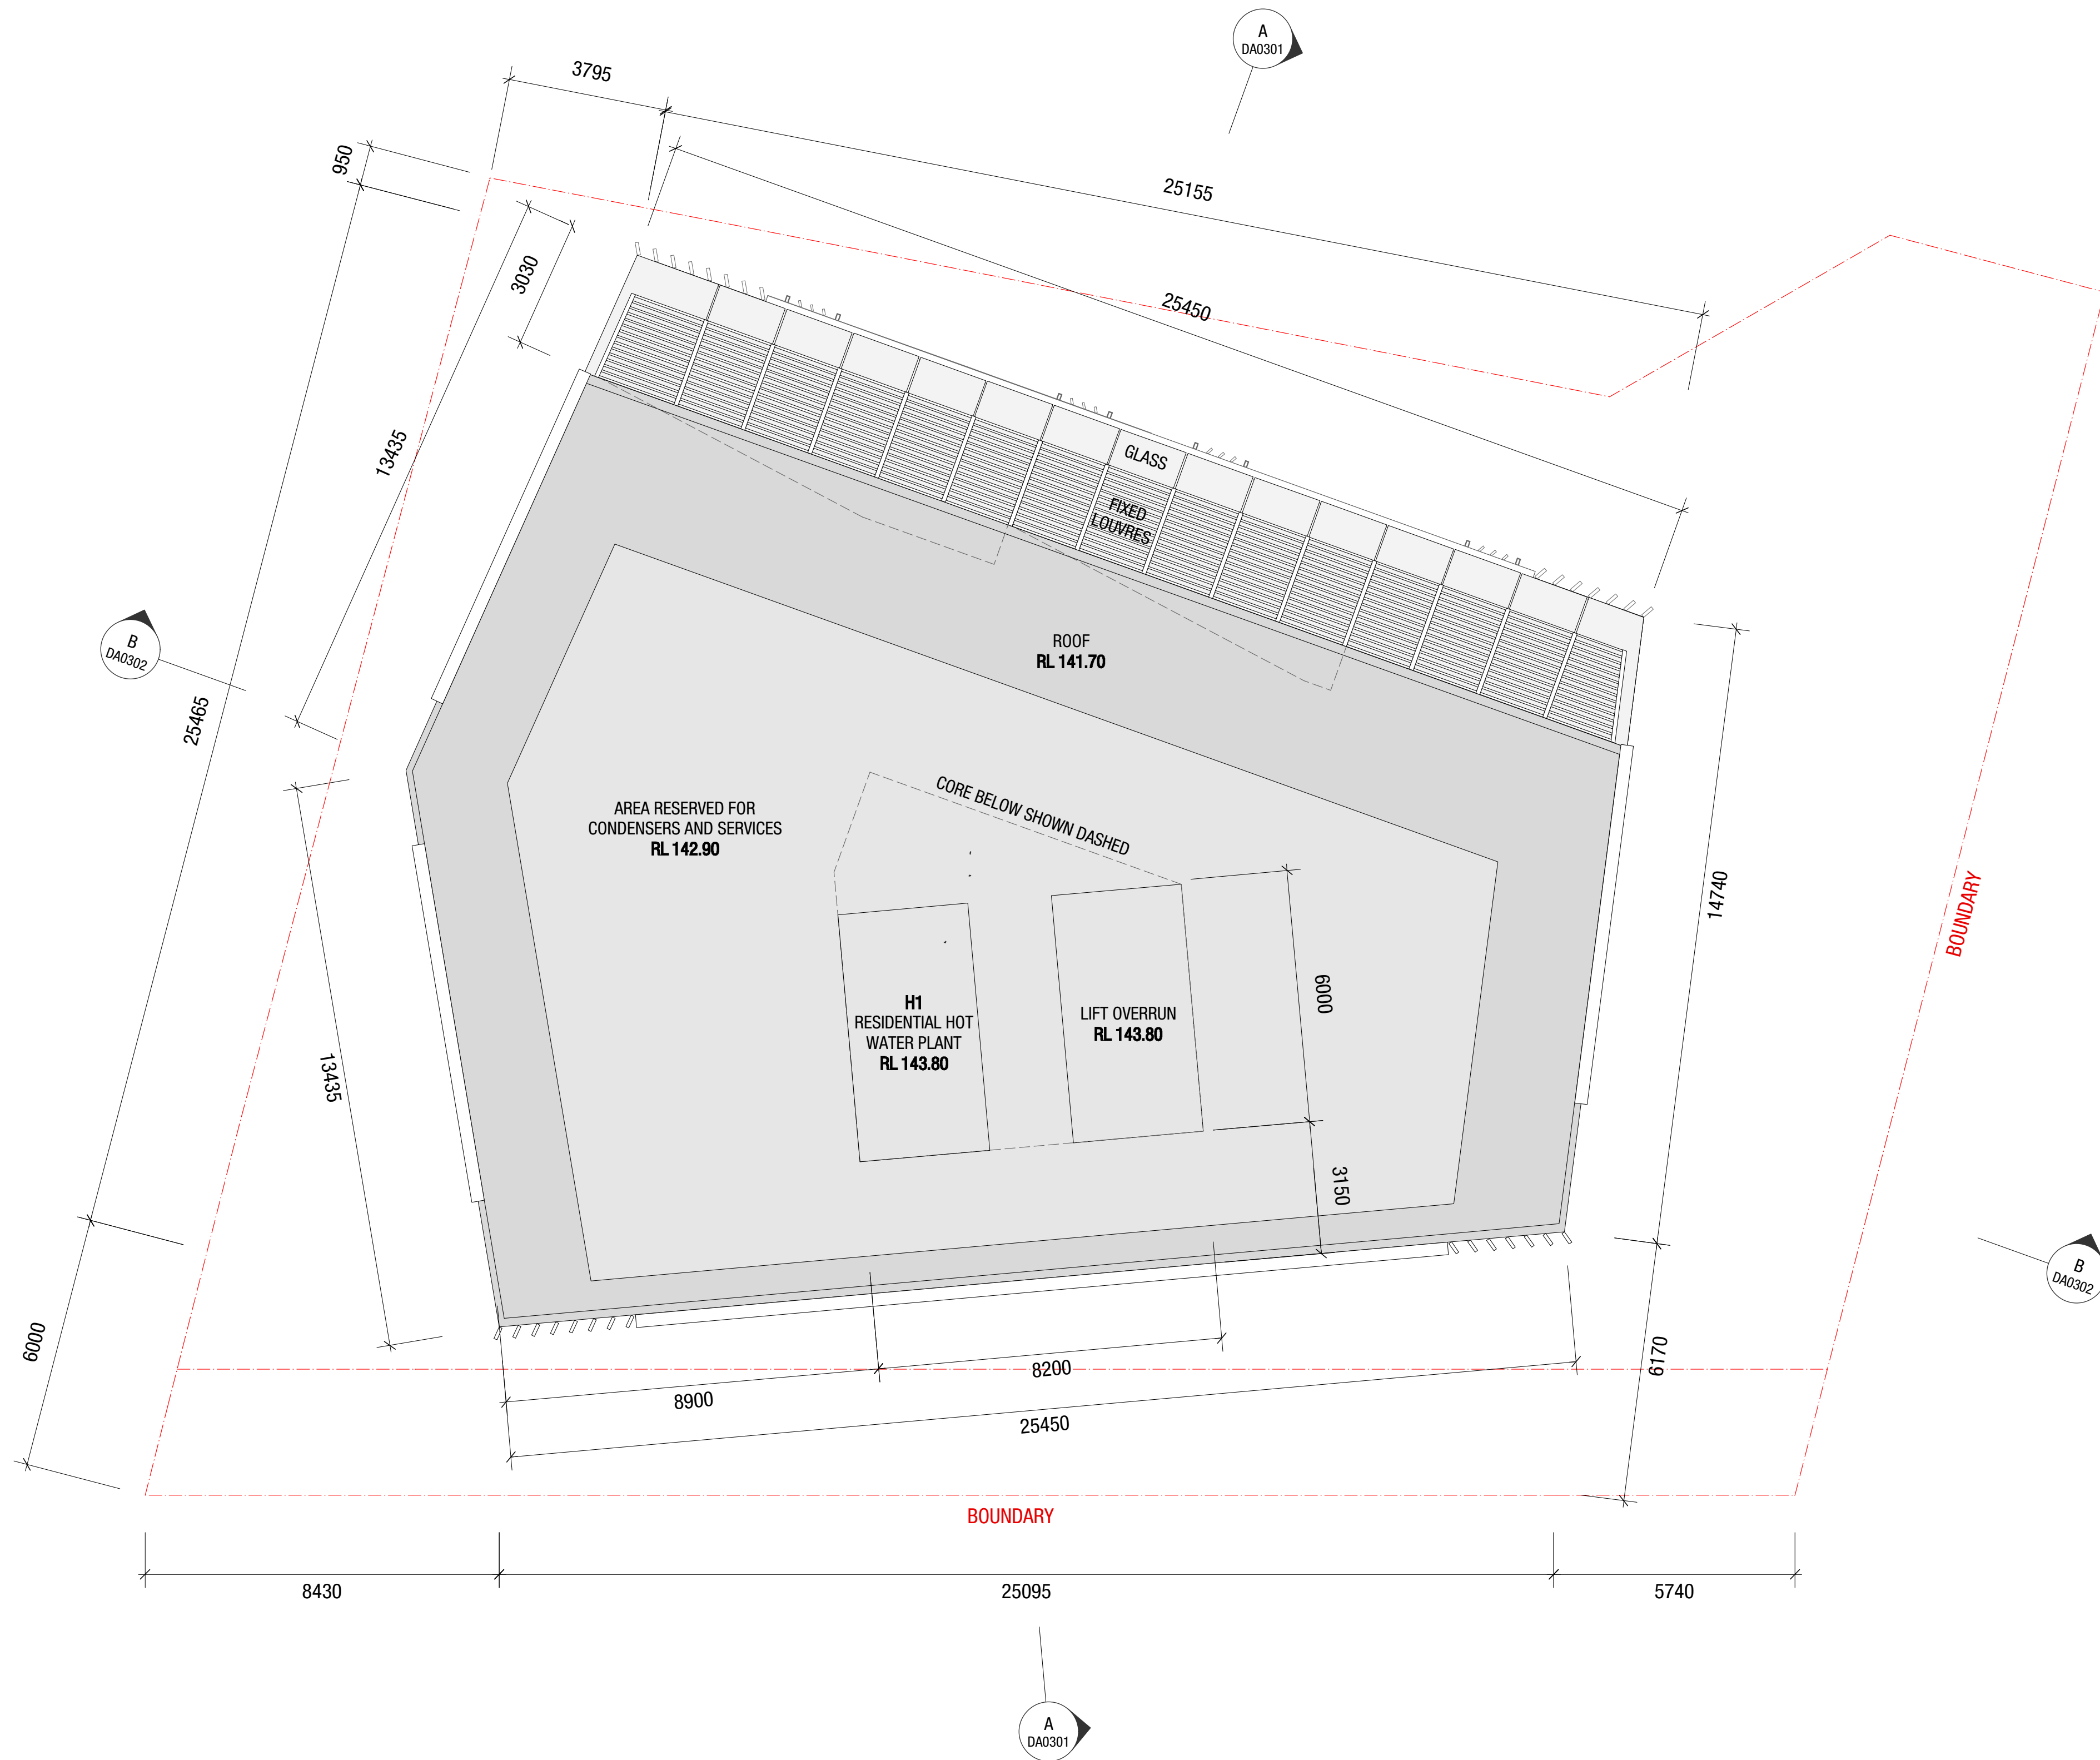 A
DA0301
3795
950
25155
3030
25450
13435
GLASS
FIXED
LOUVRES
B
DA0302
ROOF
RL 141.70
25465
CORE BELOW SHOWN DASHED
AREA RESERVED FOR
CONDENSERS AND SERVICES
RL 142.90
14740
BOUNDARY
6000
H1
RESIDENTIAL HOT
WATER PLANT
RL 143.80
LIFT OVERRUN
RL 143.80
13435
3150
B
DA0302
6000
6170
8200
8900
25450
BOUNDARY
8430
25095
5740
A
DA0301